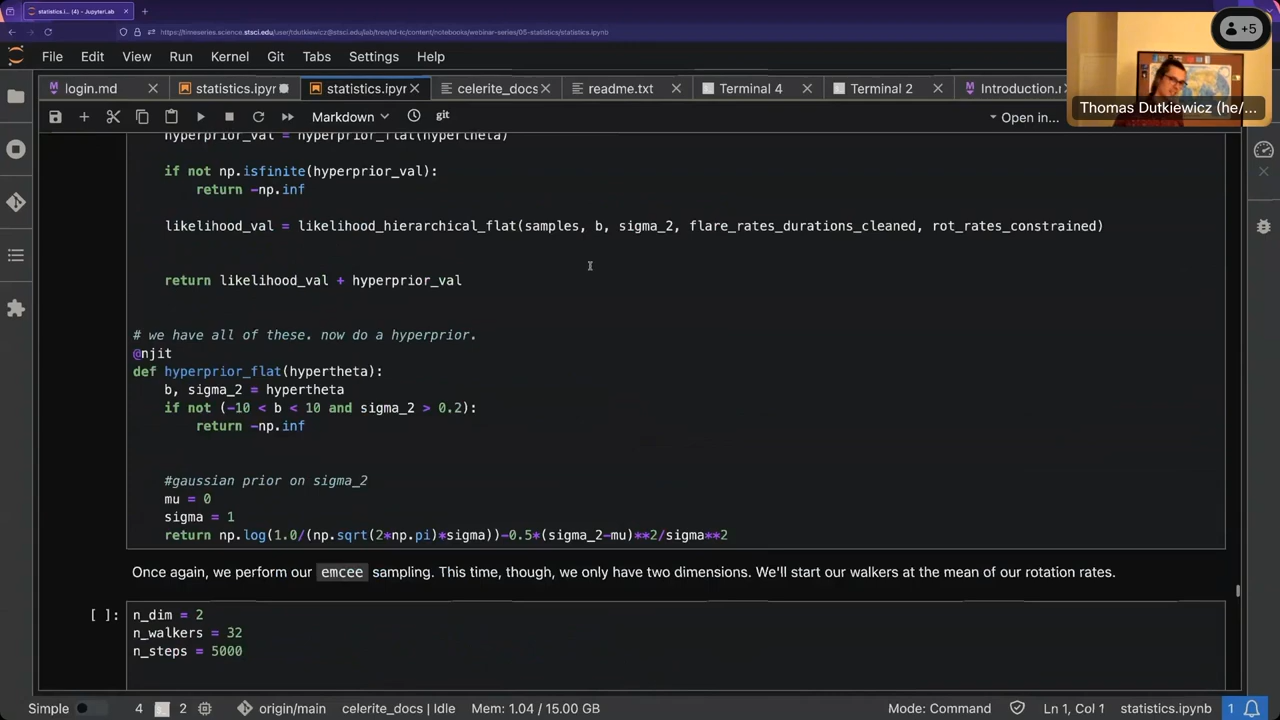 statistics.i... (4) - JupyterLab
https://timeseries.science.stsci.edu/user/tdutkiewicz@stsci.edu/lab/tree/td-tc/content/notebooks/webinar-series/05-statistics/statistics.ipynb
+5
File Edit View Run Kernel Git Tabs Settings Help
login.md statistics.ipyr statistics.ipyr celerite_docs readme.txt Terminal 4 Terminal 2 Introduction.r
Thomas Dutkiewicz (he/...
Markdown git Open in...
hyperprior_val = hyperprior_flat(hypertheta)
if not np.isfinite(hyperprior_val):
return -np.inf
likelihood_val = likelihood_hierarchical_flat(samples, b, sigma_2, flare_rates_durations_cleaned, rot_rates_constrained)
return likelihood_val + hyperprior_val
# we have all of these. now do a hyperprior.
@njit
def hyperprior_flat(hypertheta):
b, sigma_2 = hypertheta
if not (-10 < b < 10 and sigma_2 > 0.2):
return -np.inf
#gaussian prior on sigma_2
mu = 0
sigma = 1
return np.log(1.0/(np.sqrt(2*np.pi)*sigma))-0.5*(sigma_2-mu)**2/sigma**2
Once again, we perform our emcee sampling. This time, though, we only have two dimensions. We'll start our walkers at the mean of our rotation rates.
[ ]: n_dim = 2
n_walkers = 32
n_steps = 5000
Simple 4 2 origin/main celerite_docs | Idle Mem: 1.04 / 15.00 GB Mode: Command Ln 1, Col 1 statistics.ipynb 1